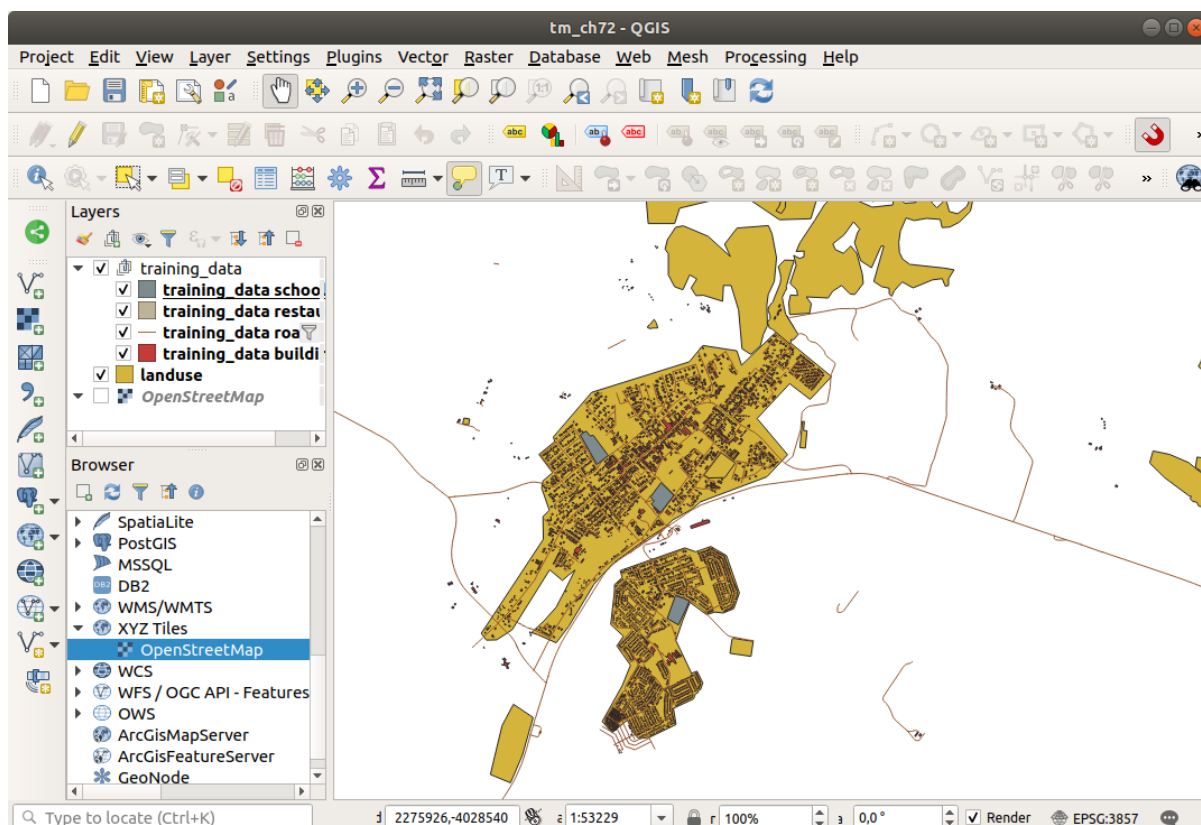 tm_ch72 - QGIS
Project Edit View Layer Settings Plugins Vector Raster Database Web Mesh Processing Help
1:1
abc ab abc
T
Layers
training_data
training_data schoo
training_data restau
training_data roa
training_data buildi
landuse
OpenStreetMap
Browser
SpatiaLite
PostGIS
MSSQL
DB2 DB2
WMS/WMTS
XYZ Tiles
OpenStreetMap
WCS
WFS / OGC API - Features
OWS
ArcGisMapServer
ArcGisFeatureServer
GeoNode
Type to locate (Ctrl+K) 2275926,-4028540 1:53229 100% 0,0 ° Render EPSG:3857